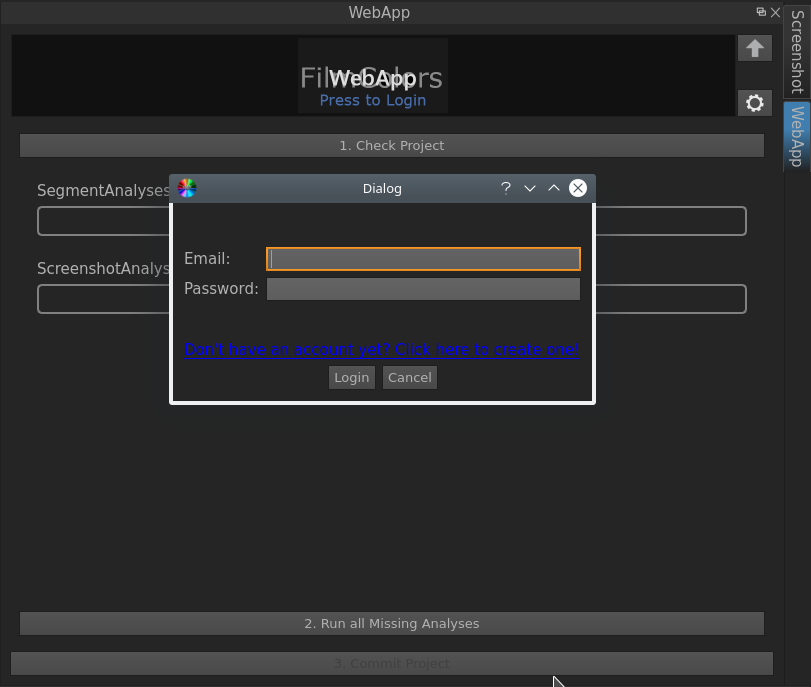 WebApp
Screenshot
WebApp
FilmColors
WebApp
Press to Login
1. Check Project
SegmentAnalyses
ScreenshotAnalys
Dialog
?
Email:
Password:
Don't have an account yet? Click here to create one!
Login
Cancel
2. Run all Missing Analyses
3. Commit Project